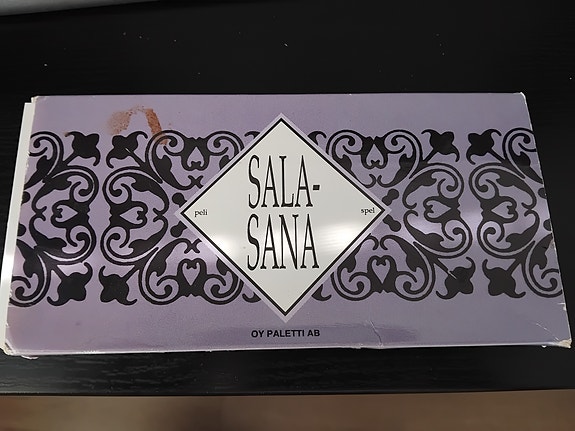 SALA-
SANA
peli
spel
OY PALETTI AB